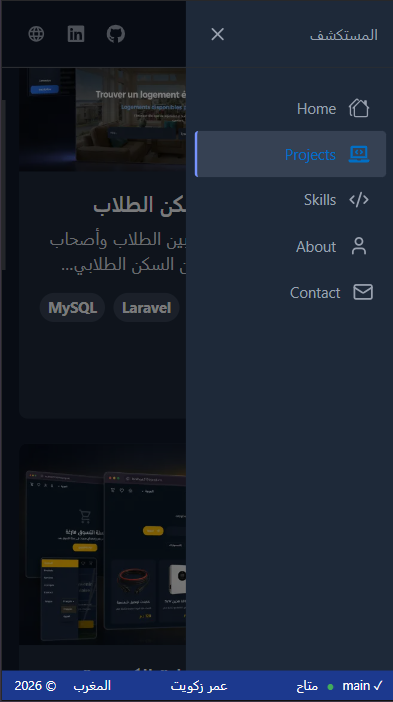 المستكشف
Home
Projects
Skills
About
Contact
Trouver un logement é
سكن الطلاب
بين الطلاب وأصحاب
ن السكن الطلابي...
Laravel
MySQL
main ✓
متاح
عمر زكويت
المغرب
© 2026